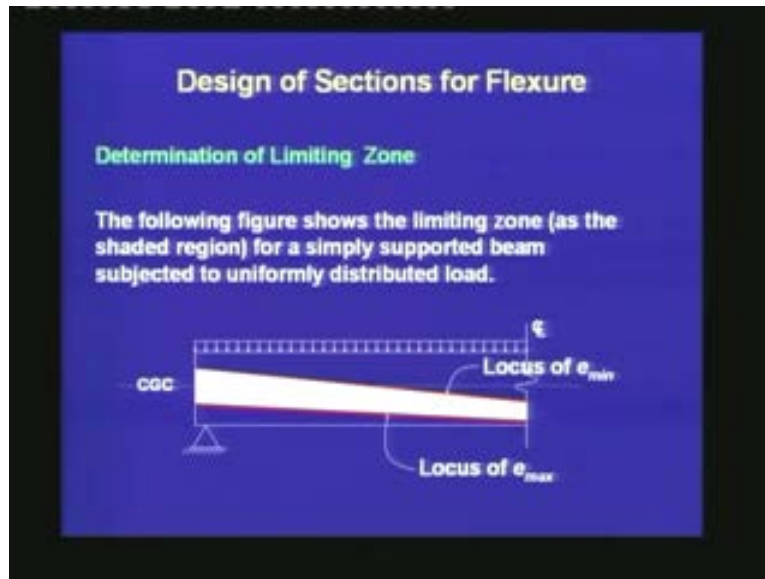 Design of Sections for Flexure
Determination of Limiting Zone
The following figure shows the limiting zone (as the
shaded region) for a simply supported beam
subjected to uniformly distributed load.
℄
Locus of emin
CGC
Locus of emax